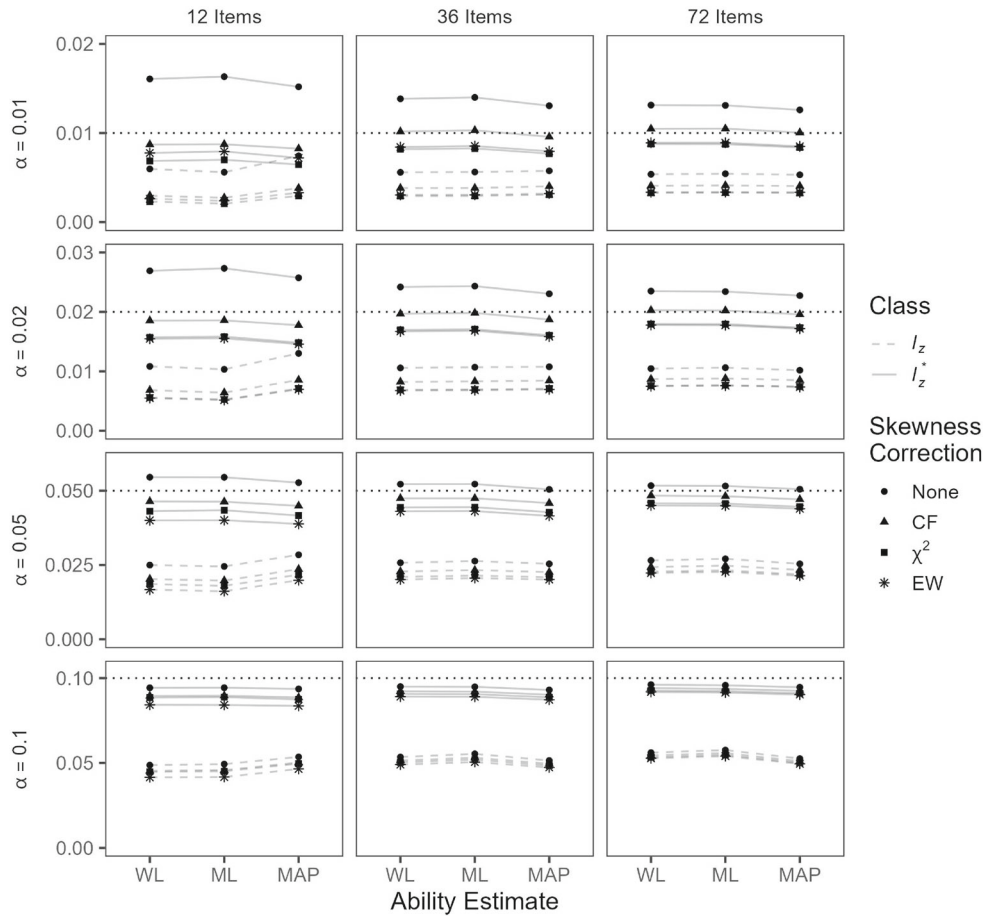 12 Items
36 Items
72 Items
α = 0.01
0.02
0.01
0.00
α = 0.02
0.03
0.02
0.01
0.00
α = 0.05
0.050
0.025
0.000
α = 0.1
0.10
0.05
0.00
WL ML MAP
WL ML MAP
WL ML MAP
Ability Estimate
Class
l_z
l_z^*
Skewness
Correction
None
CF
χ²
EW